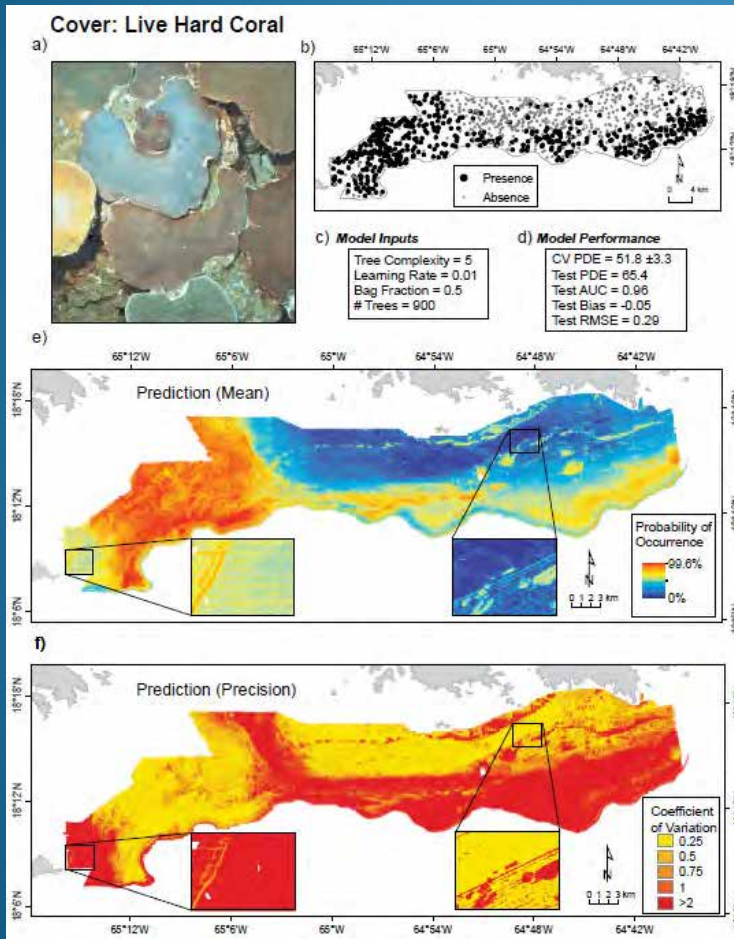 Cover: Live Hard Coral
a)
b)
65°12'W 65°6'W 65°W 64°54'W 64°48'W 64°42'W
18°12'N
Presence
Absence
N
0 4 km
c) Model Inputs
Tree Complexity = 5
Learning Rate = 0.01
Bag Fraction = 0.5
# Trees = 900
d) Model Performance
CV PDE = 51.8 ±3.3
Test PDE = 65.4
Test AUC = 0.96
Test Bias = -0.05
Test RMSE = 0.29
e)
65°12'W 65°6'W 65°W 64°54'W 64°48'W 64°42'W
Prediction (Mean)
18°18'N
18°12'N
18°6'N
Probability of
Occurrence
99.6%
0%
N
0 1 2 3 km
f)
Prediction (Precision)
18°18'N
18°12'N
18°6'N
Coefficient
of Variation
0.25
0.5
0.75
1
>2
N
0 1 2 3 km
65°12'W 65°6'W 65°W 64°54'W 64°48'W 64°42'W